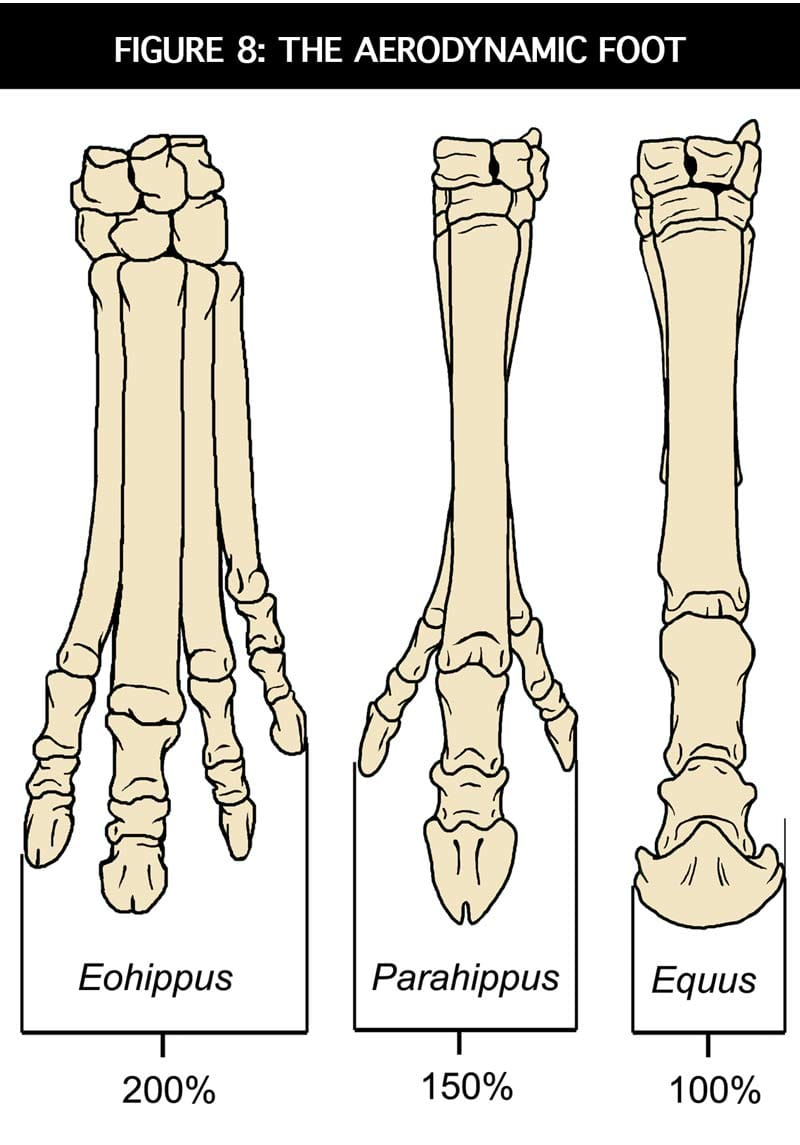 FIGURE 8: THE AERODYNAMIC FOOT
Eohippus
Parahippus
Equus
200%
150%
100%